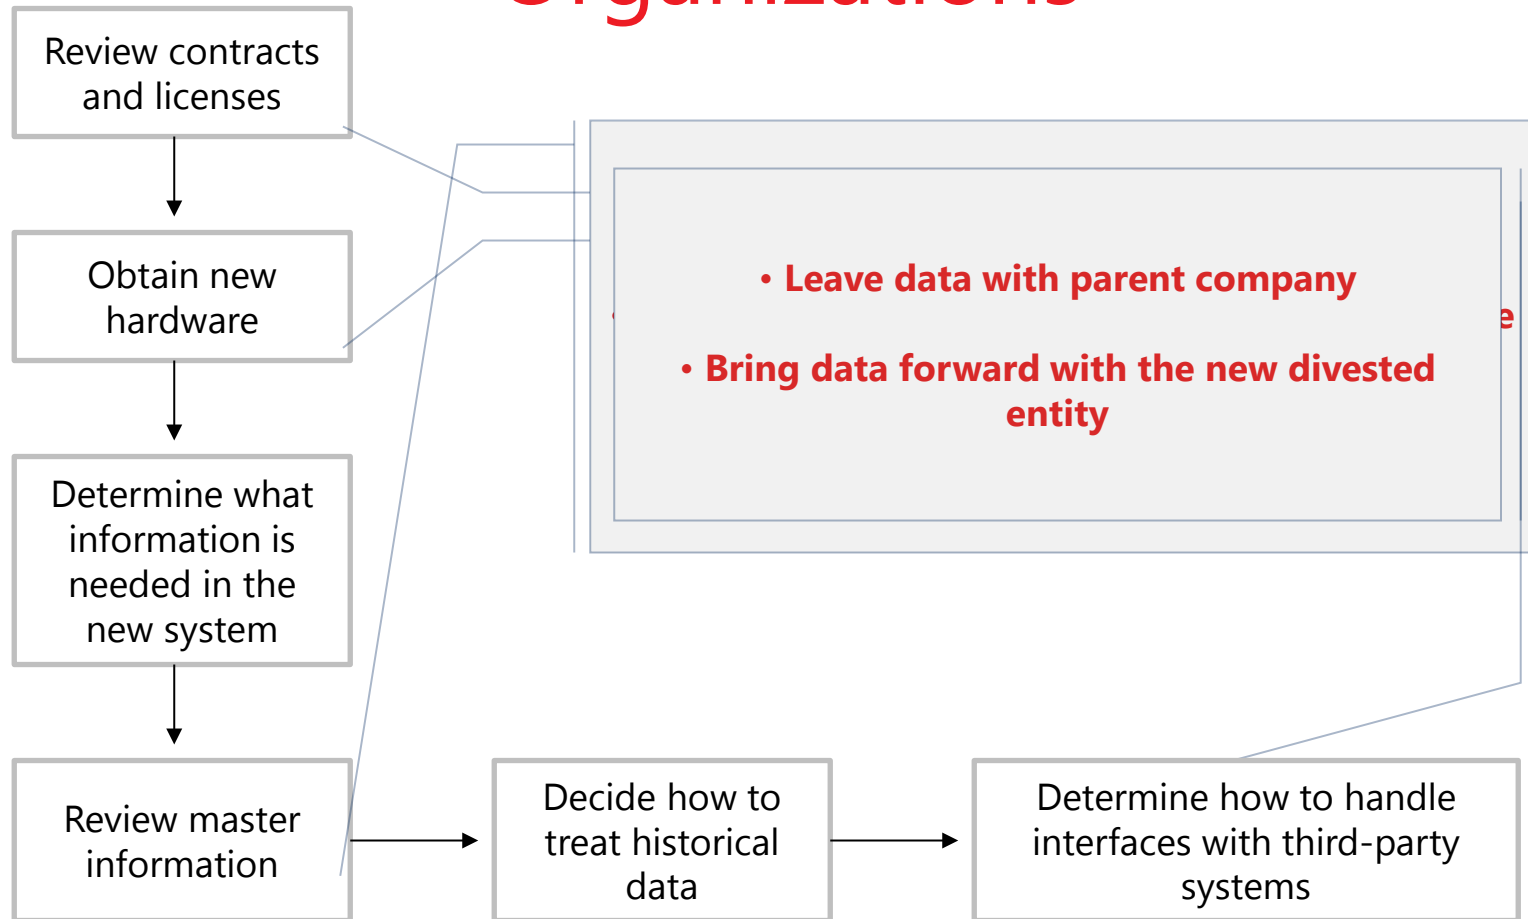 Organizations
Review contracts
and licenses
Obtain new
hardware
Determine what
information is
needed in the
new system
Review master
information
Decide how to
treat historical
data
Determine how to handle
interfaces with third-party
systems
• Leave data with parent company
• Bring data forward with the new divested
entity